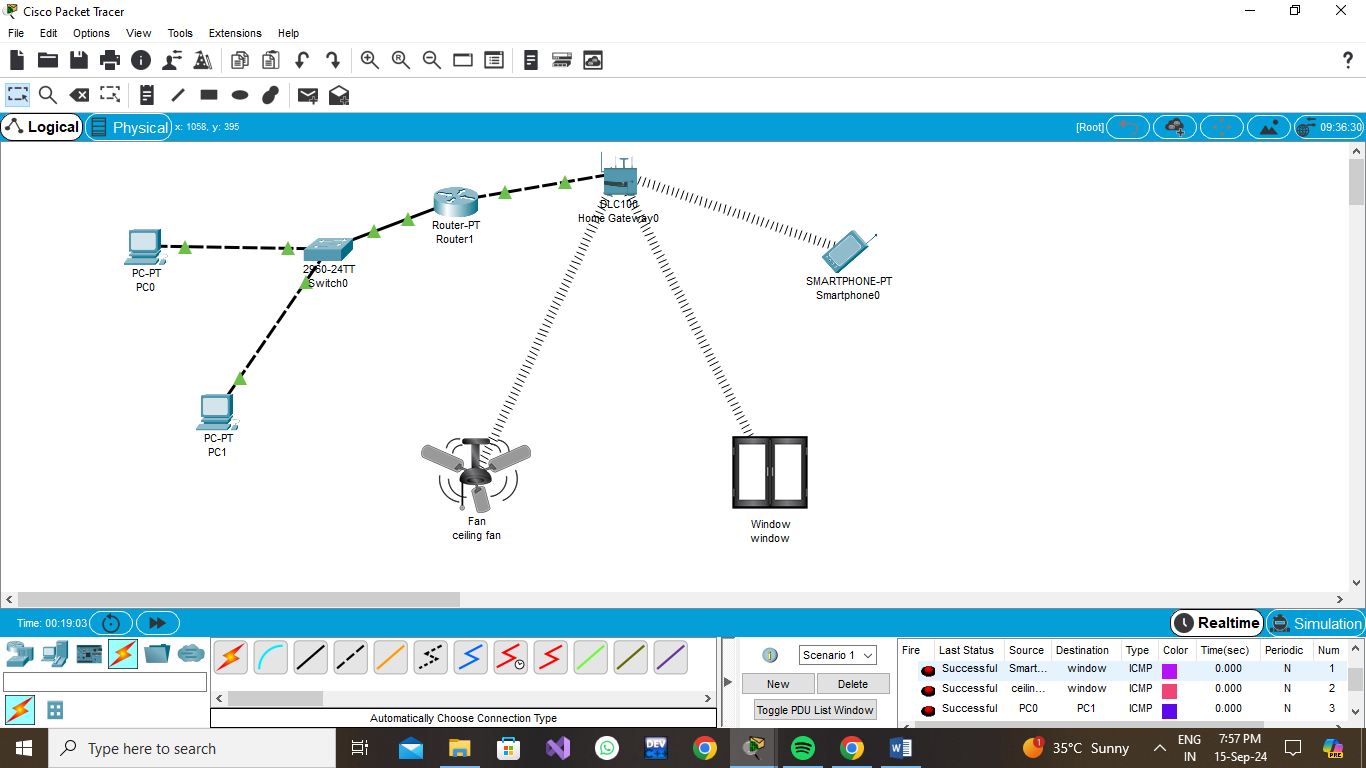 Cisco Packet Tracer
File Edit Options View Tools Extensions Help
Logical Physical x: 1058, y: 395 [Root] 09:36:30
DLC100
Home Gateway0
Router-PT
Router1
2960-24TT
Switch0
PC-PT
PC0
SMARTPHONE-PT
Smartphone0
PC-PT
PC1
Fan
ceiling fan
Window
window
Time: 00:19:03 Realtime Simulation
Scenario 1
New Delete
Toggle PDU List Window
Automatically Choose Connection Type
Fire Last Status Source Destination Type Color Time(sec) Periodic Num
Successful Smart... window ICMP 0.000 N 1
Successful ceilin... window ICMP 0.000 N 2
Successful PC0 PC1 ICMP 0.000 N 3
Type here to search
DEV
35°C Sunny
ENG
IN
7:57 PM
15-Sep-24
PRE